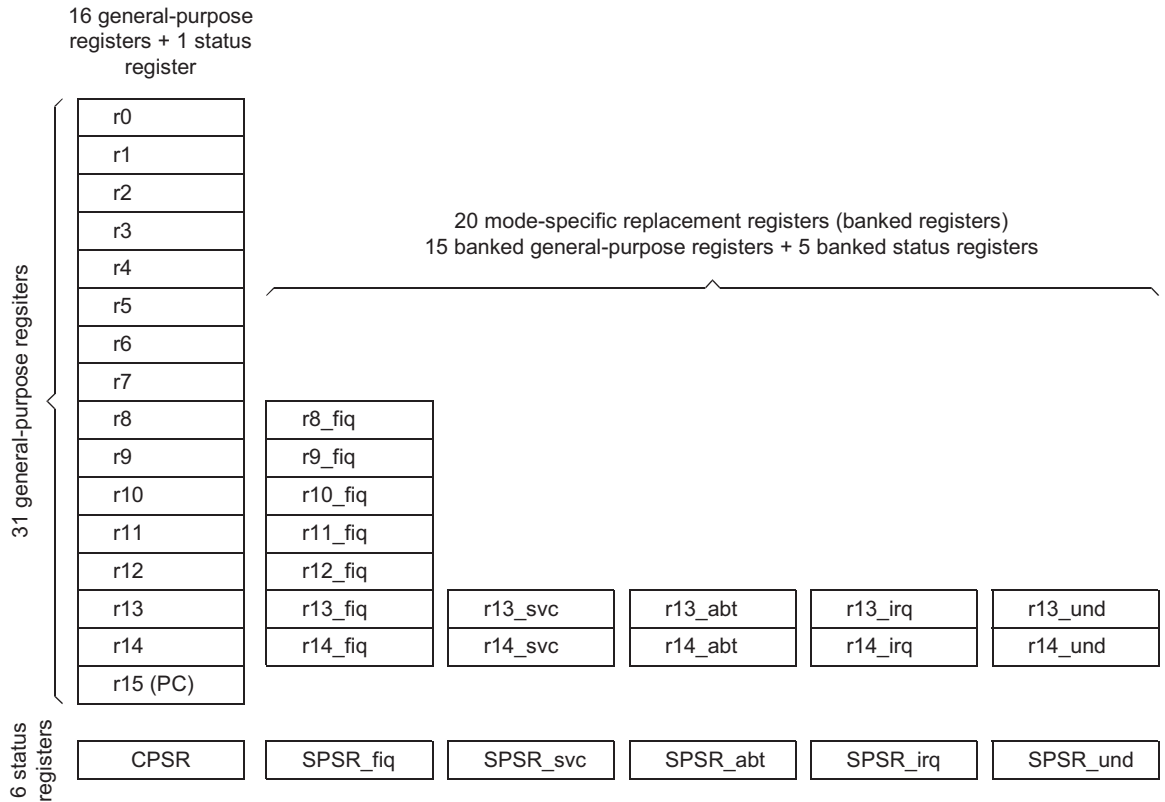 16 general-purpose
registers + 1 status
register
20 mode-specific replacement registers (banked registers)
15 banked general-purpose registers + 5 banked status registers
31 general-purpose regsiters
r0
r1
r2
r3
r4
r5
r6
r7
r8 r8_fiq
r9 r9_fiq
r10 r10_fiq
r11 r11_fiq
r12 r12_fiq
r13 r13_fiq r13_svc r13_abt r13_irq r13_und
r14 r14_fiq r14_svc r14_abt r14_irq r14_und
r15 (PC)
6 status
registers
CPSR SPSR_fiq SPSR_svc SPSR_abt SPSR_irq SPSR_und